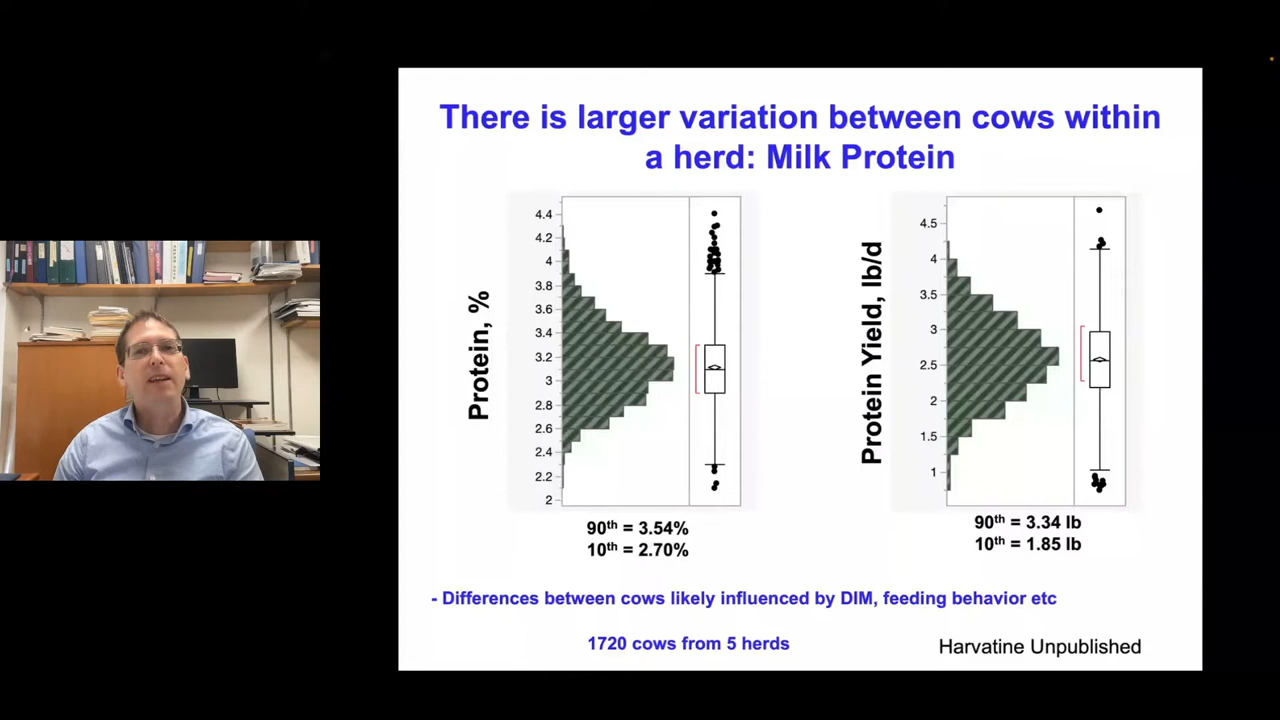 There is larger variation between cows within
a herd: Milk Protein
Protein, %
4.4
4.2
4
3.8
3.6
3.4
3.2
3
2.8
2.6
2.4
2.2
2
90th = 3.54%
10th = 2.70%
Protein Yield, lb/d
4.5
4
3.5
3
2.5
2
1.5
1
90th = 3.34 lb
10th = 1.85 lb
- Differences between cows likely influenced by DIM, feeding behavior etc
1720 cows from 5 herds
Harvatine Unpublished